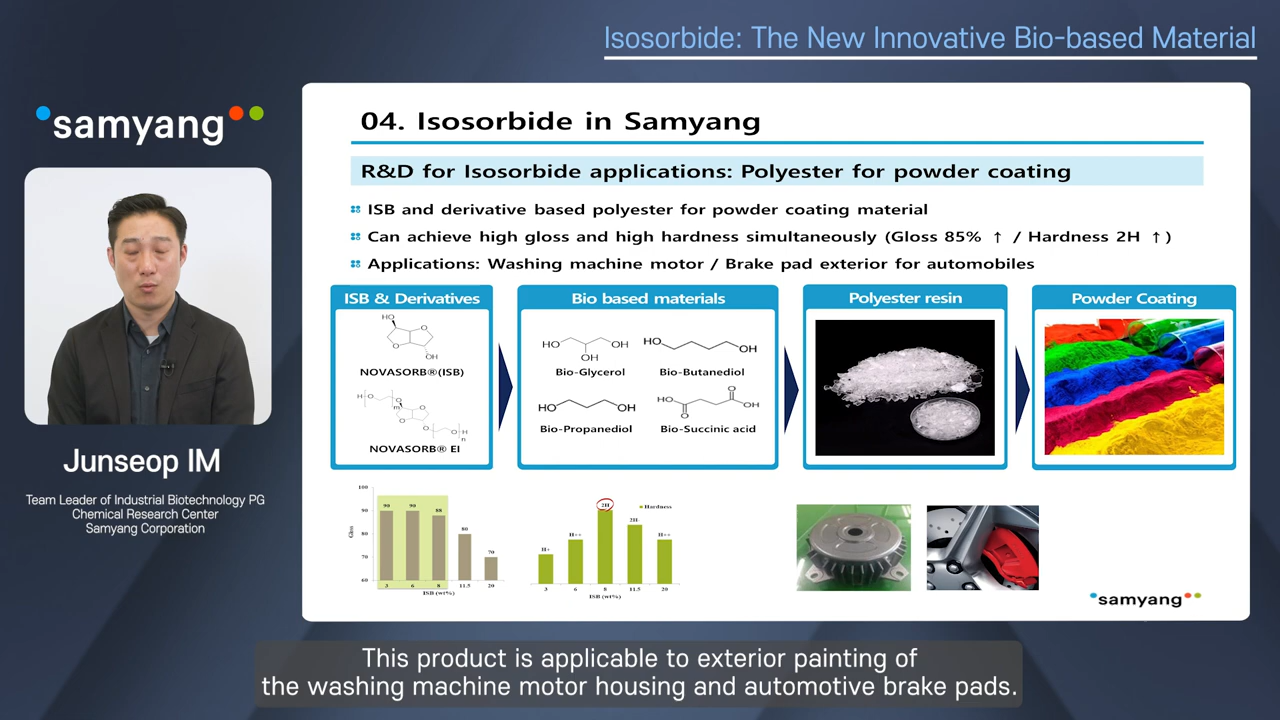 Isosorbide: The New Innovative Bio-based Material
samyang
Junseop IM
Team Leader of Industrial Biotechnology PG
Chemical Research Center
Samyang Corporation
04. Isosorbide in Samyang
R&D for Isosorbide applications: Polyester for powder coating
ISB and derivative based polyester for powder coating material
Can achieve high gloss and high hardness simultaneously (Gloss 85% ↑ / Hardness 2H ↑)
Applications: Washing machine motor / Brake pad exterior for automobiles
ISB & Derivatives
HO
O
O
OH
NOVASORB®(ISB)
H
O
O
m
O
O
O
O
H
n
NOVASORB® EI
Bio based materials
HO
OH
OH
Bio-Glycerol
HO
OH
Bio-Butanediol
HO
OH
Bio-Propanediol
HO
O
O
OH
Bio-Succinic acid
Polyester resin
Powder Coating
100
90
80
70
60
Gloss
90
90
88
80
70
3
6
8
11.5
20
ISB (wt%)
Hardness
H+
H++
2H
2H
H++
3
6
8
11.5
20
ISB (wt%)
samyang
This product is applicable to exterior painting of
the washing machine motor housing and automotive brake pads.